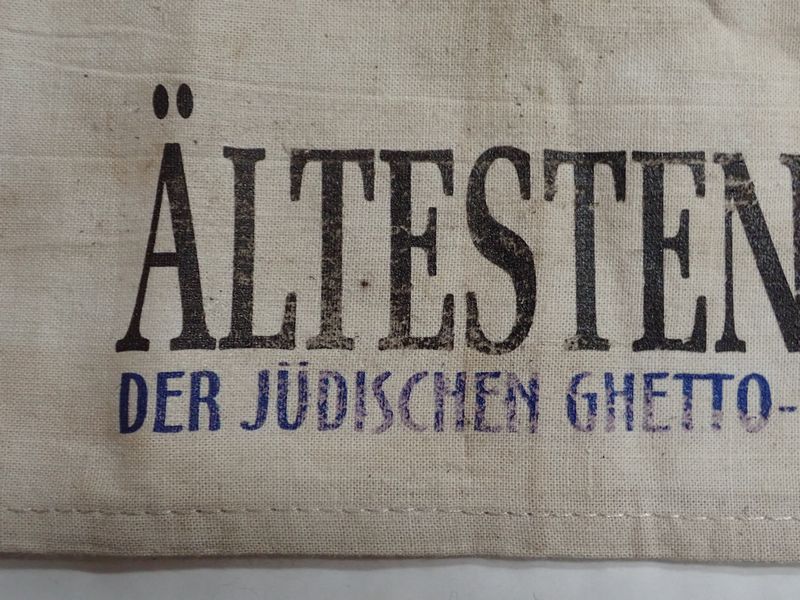 ÄLTESTEN
DER JÜDISCHEN GHETTO-